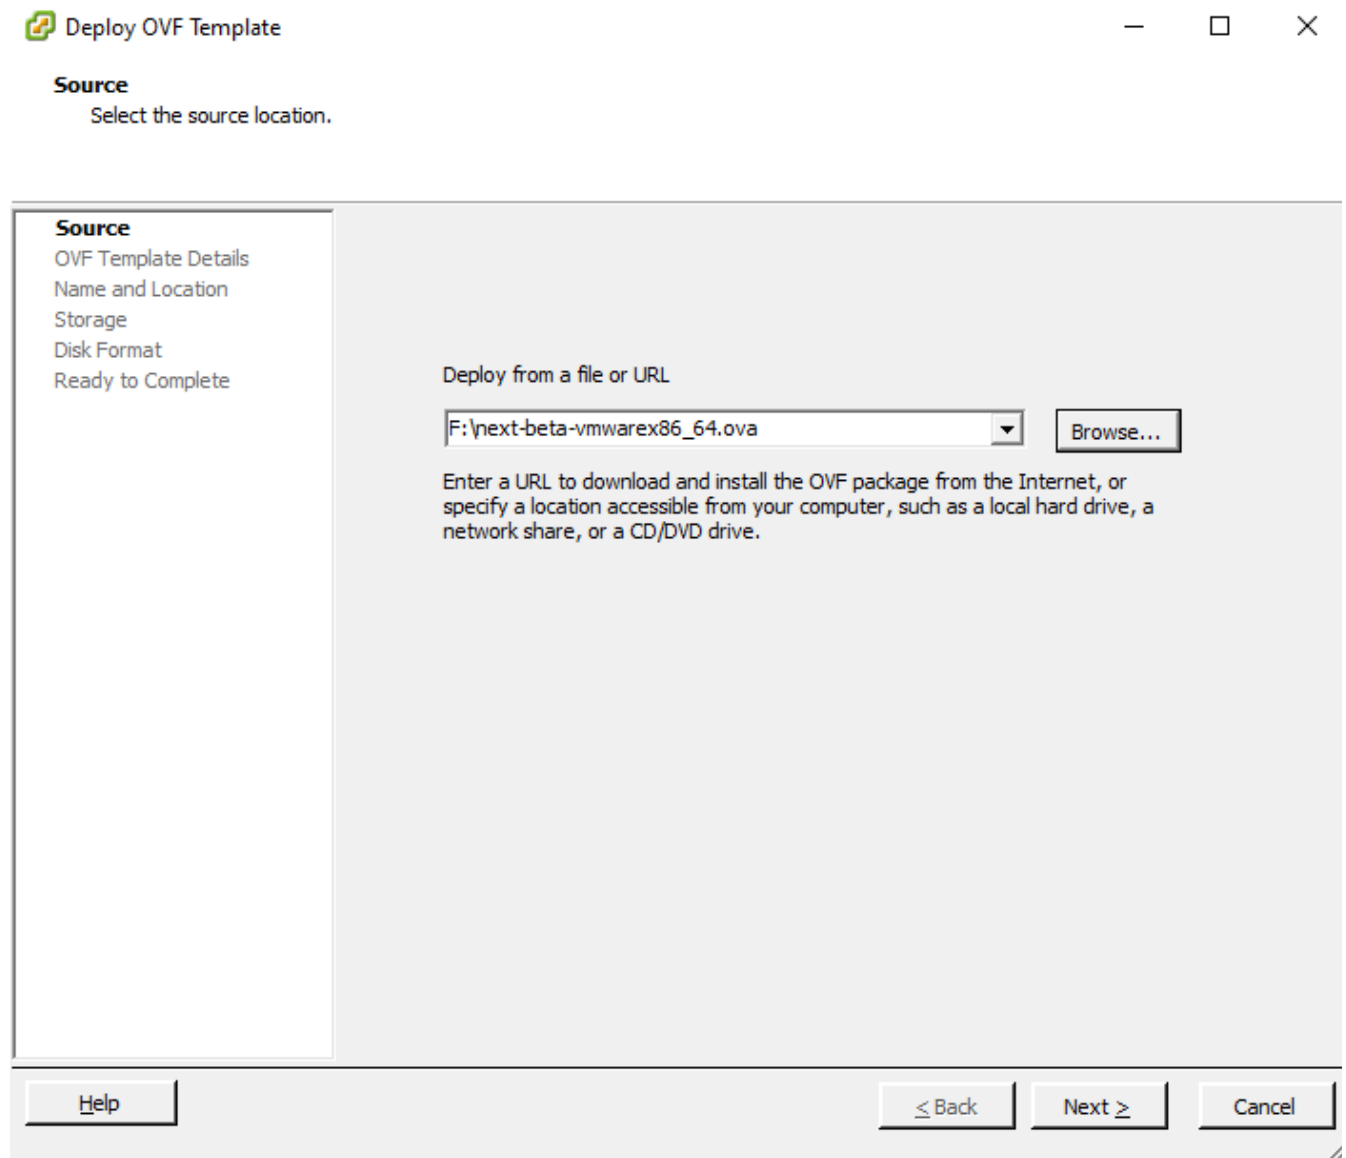 Deploy OVF Template
Source
Select the source location.
Source
OVF Template Details
Name and Location
Storage
Disk Format
Ready to Complete
Deploy from a file or URL
F:\next-beta-vmwarex86_64.ova
Browse...
Enter a URL to download and install the OVF package from the Internet, or
specify a location accessible from your computer, such as a local hard drive, a
network share, or a CD/DVD drive.
Help
< Back
Next >
Cancel